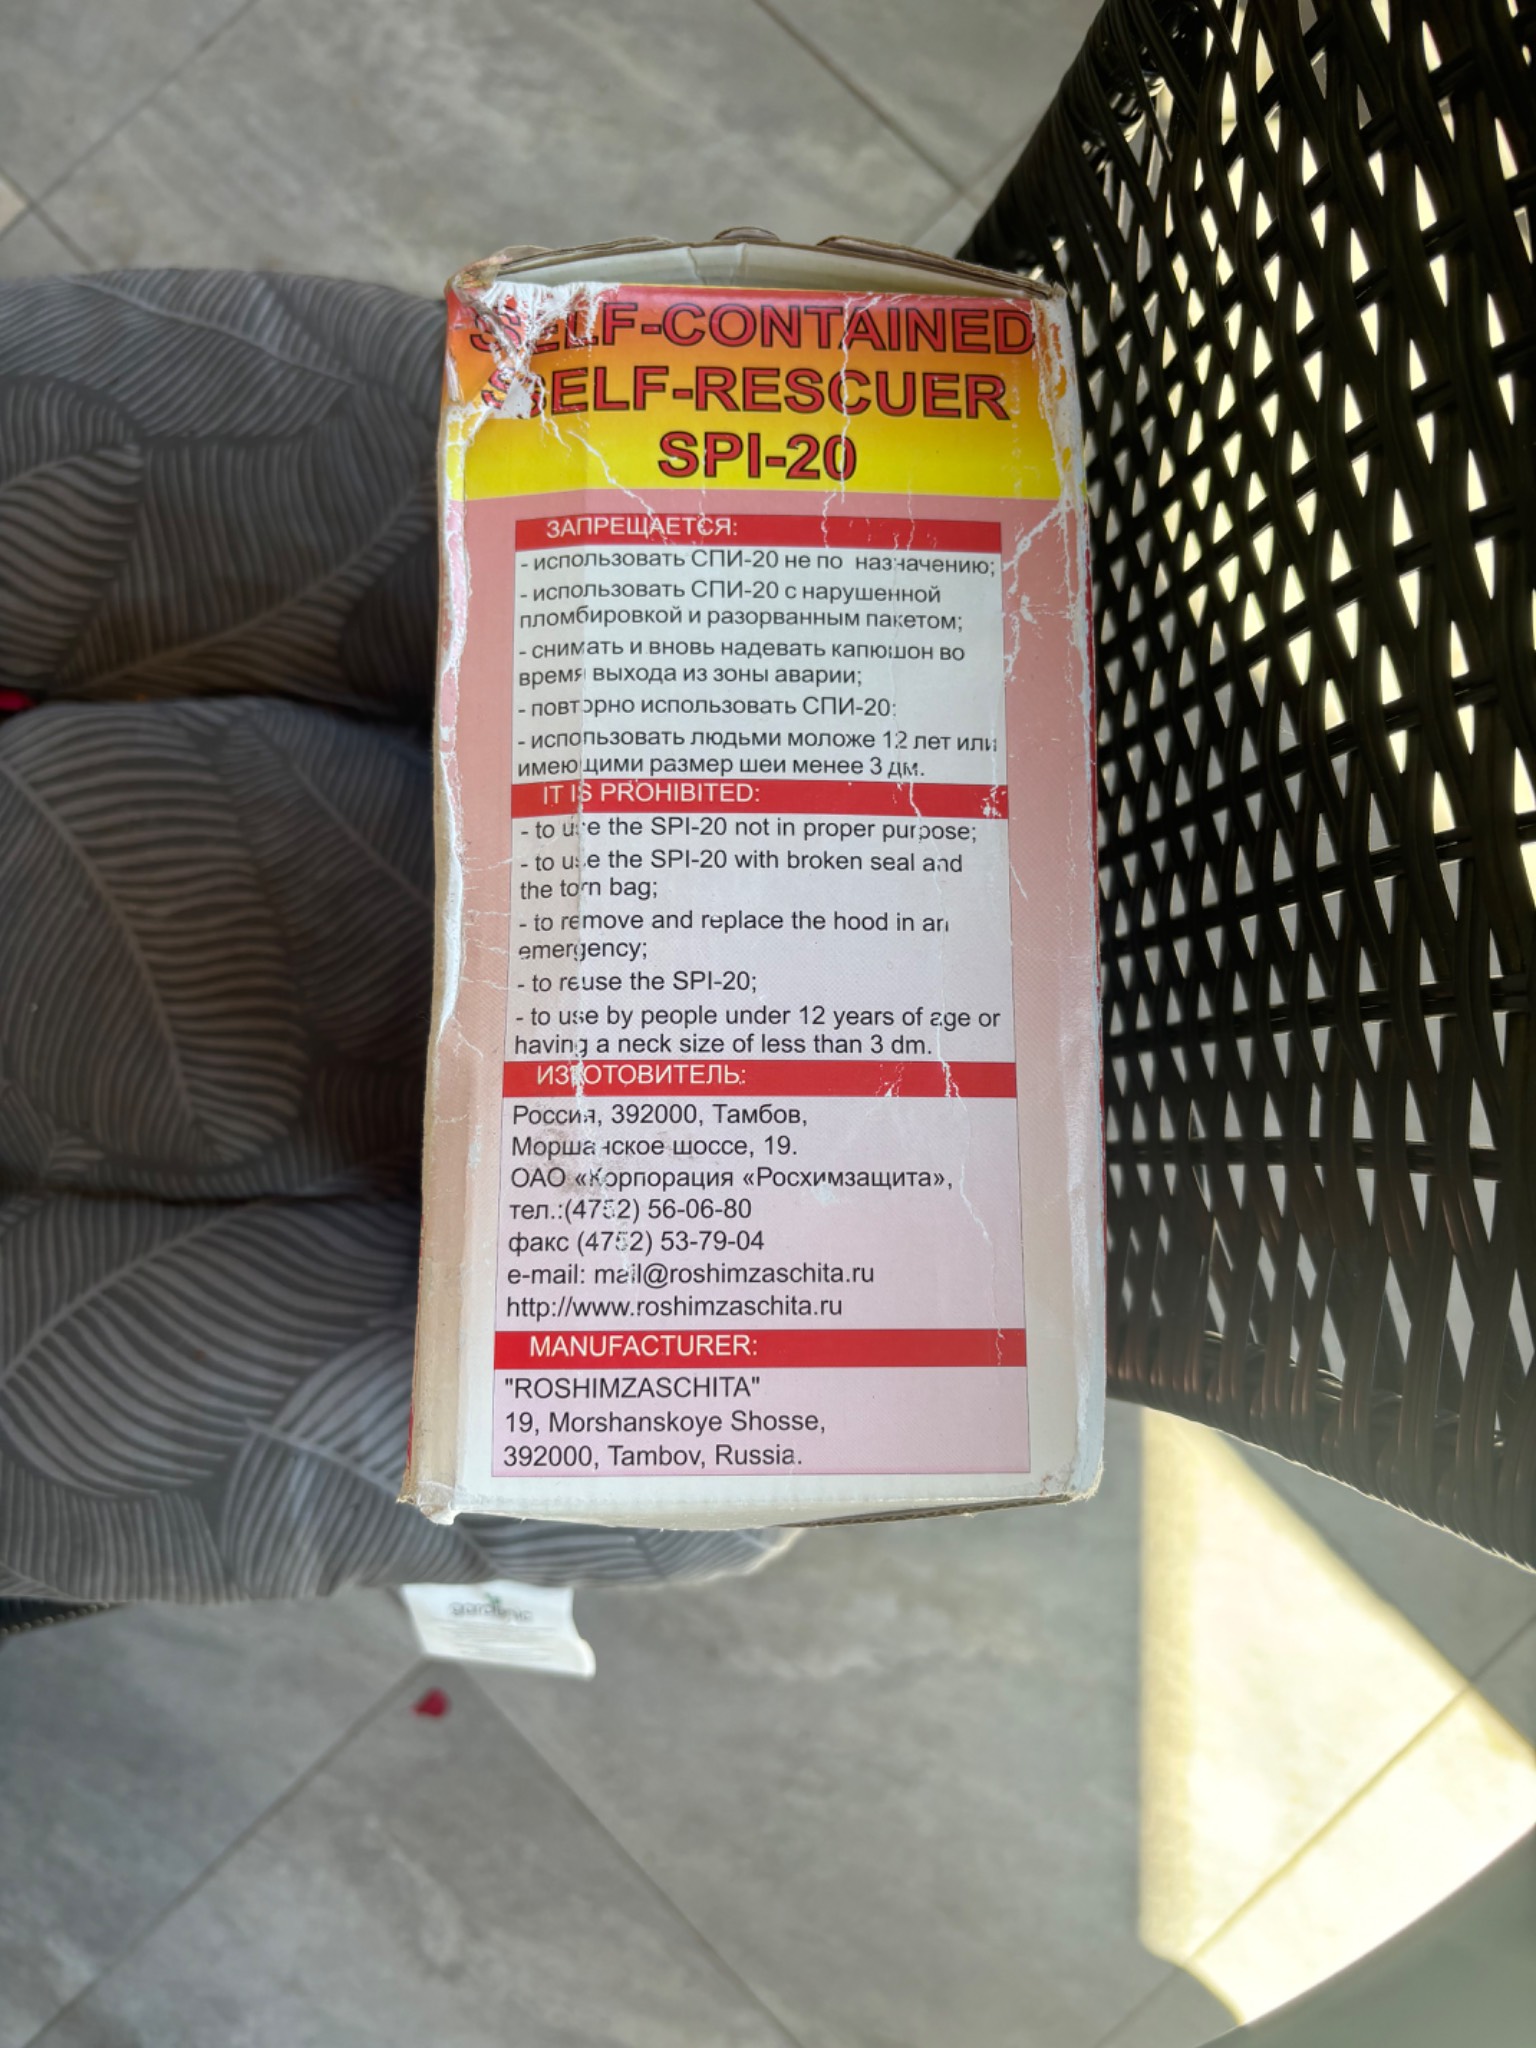 SELF-CONTAINED
SELF-RESCUER
SPI-20
ЗАПРЕЩАЕТСЯ:
- использовать СПИ-20 не по назначению;
- использовать СПИ-20 с нарушенной
пломбировкой и разорванным пакетом;
- снимать и вновь надевать капюшон во
время выхода из зоны аварии;
- повторно использовать СПИ-20;
- использовать людьми моложе 12 лет или
имеющими размер шеи менее 3 дм.
IT IS PROHIBITED:
- to use the SPI-20 not in proper purpose;
- to use the SPI-20 with broken seal and
the torn bag;
- to remove and replace the hood in an
emergency;
- to reuse the SPI-20;
- to use by people under 12 years of age or
having a neck size of less than 3 dm.
ИЗГОТОВИТЕЛЬ:
Россия, 392000, Тамбов,
Моршанское шоссе, 19.
ОАО «Корпорация «Росхимзащита»,
тел.:(4752) 56-06-80
факс (4752) 53-79-04
e-mail: mail@roshimzaschita.ru
http://www.roshimzaschita.ru
MANUFACTURER:
"ROSHIMZASCHITA"
19, Morshanskoye Shosse,
392000, Tambov, Russia.